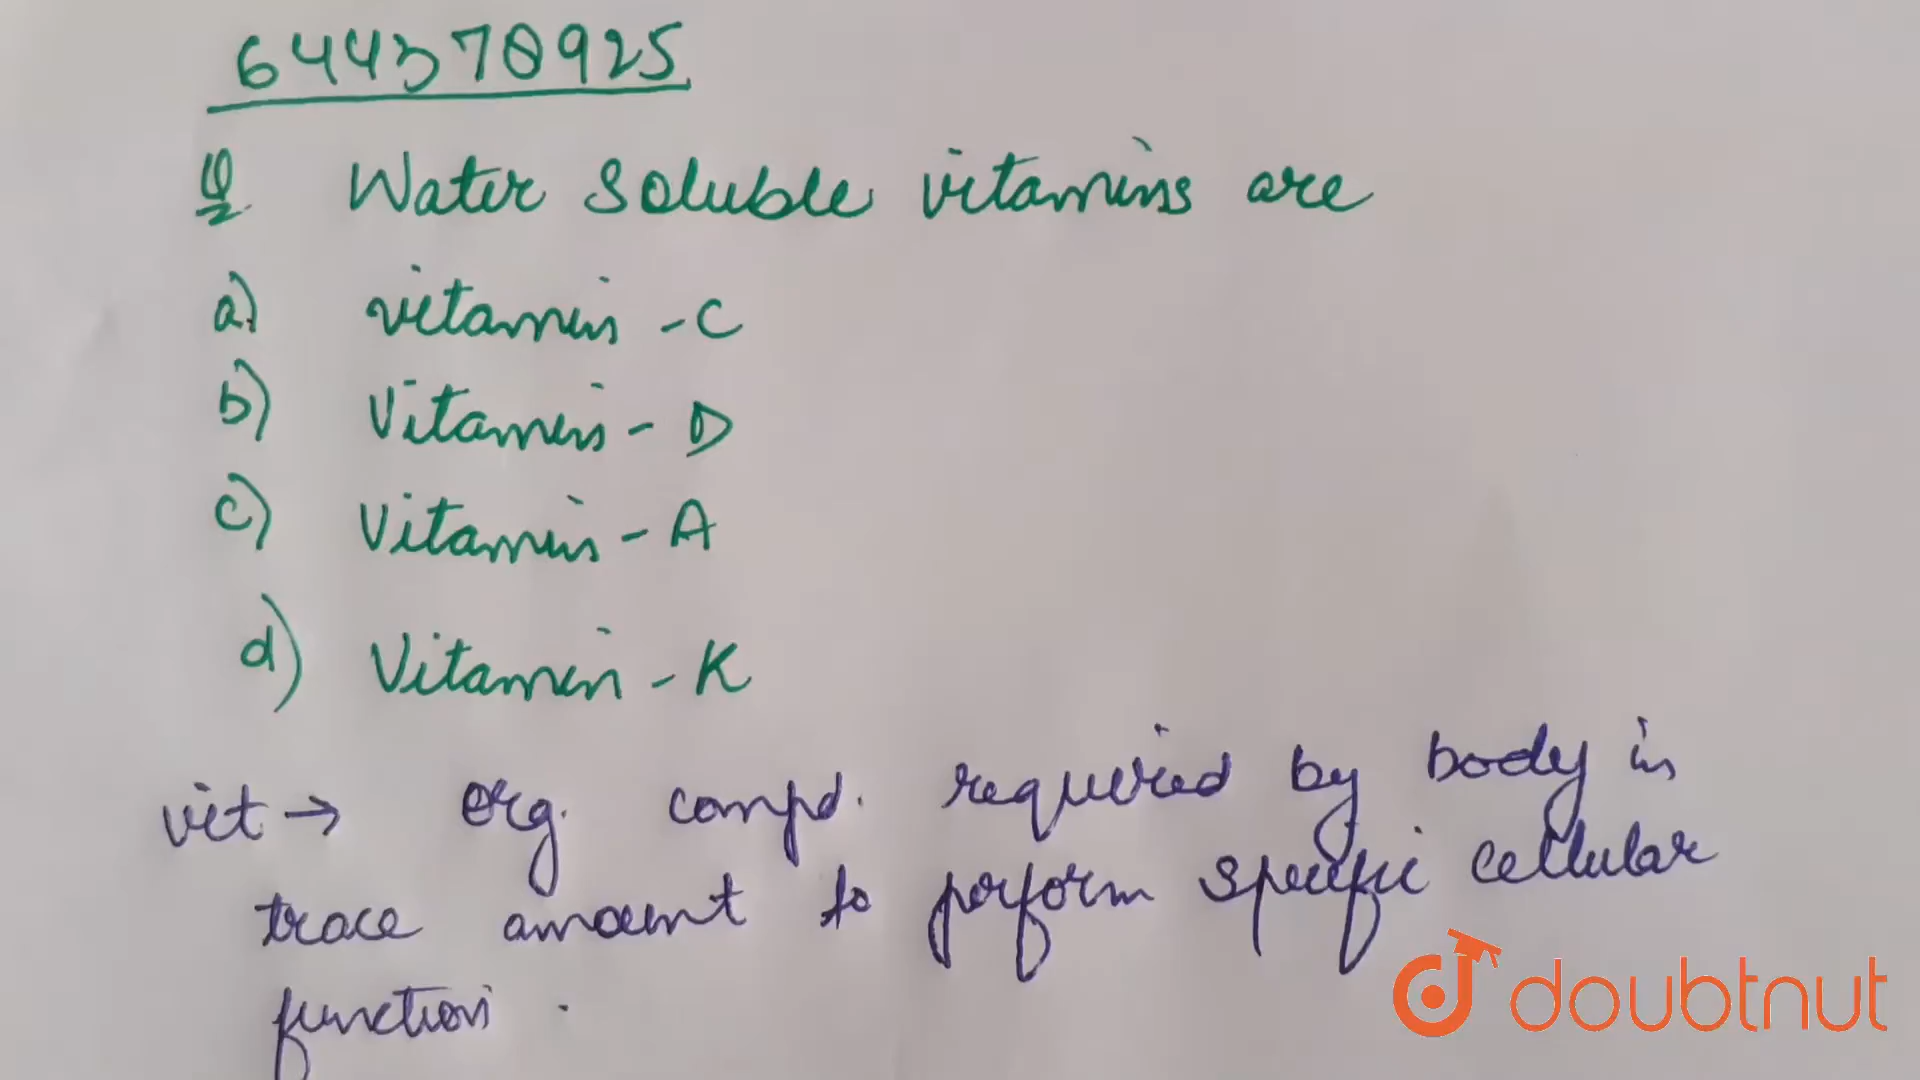 644378925
Q Water soluble vitamins are
a) vitamin - C
b) Vitamin - D
c) Vitamin - A
d) Vitamin - K
vit → org. compd. required by body in
trace amount to perform specific cellular
function.
doubtnut